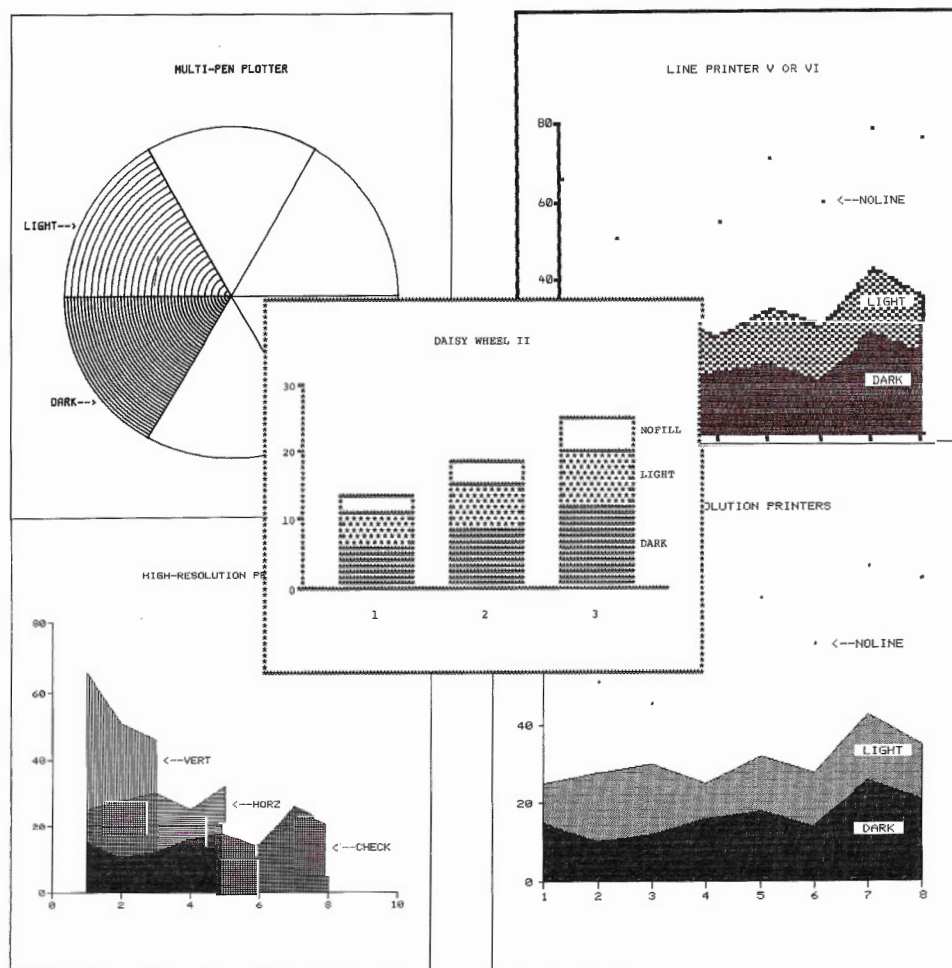 MULTI-PEN PLOTTER
LIGHT-->
DARK-->
LINE PRINTER V OR VI
80
60
40
<--NOLINE
LIGHT
DARK
DAISY WHEEL II
30
20
10
0
NOFILL
LIGHT
DARK
1 2 3
HIGH-RESOLUTION
80
60
40
20
0
<--VERT
<--HORZ
<--CHECK
0 2 4 6 8 10
OLUTION PRINTERS
<--NOLINE
40
20
0
LIGHT
DARK
1 2 3 4 5 6 7 8